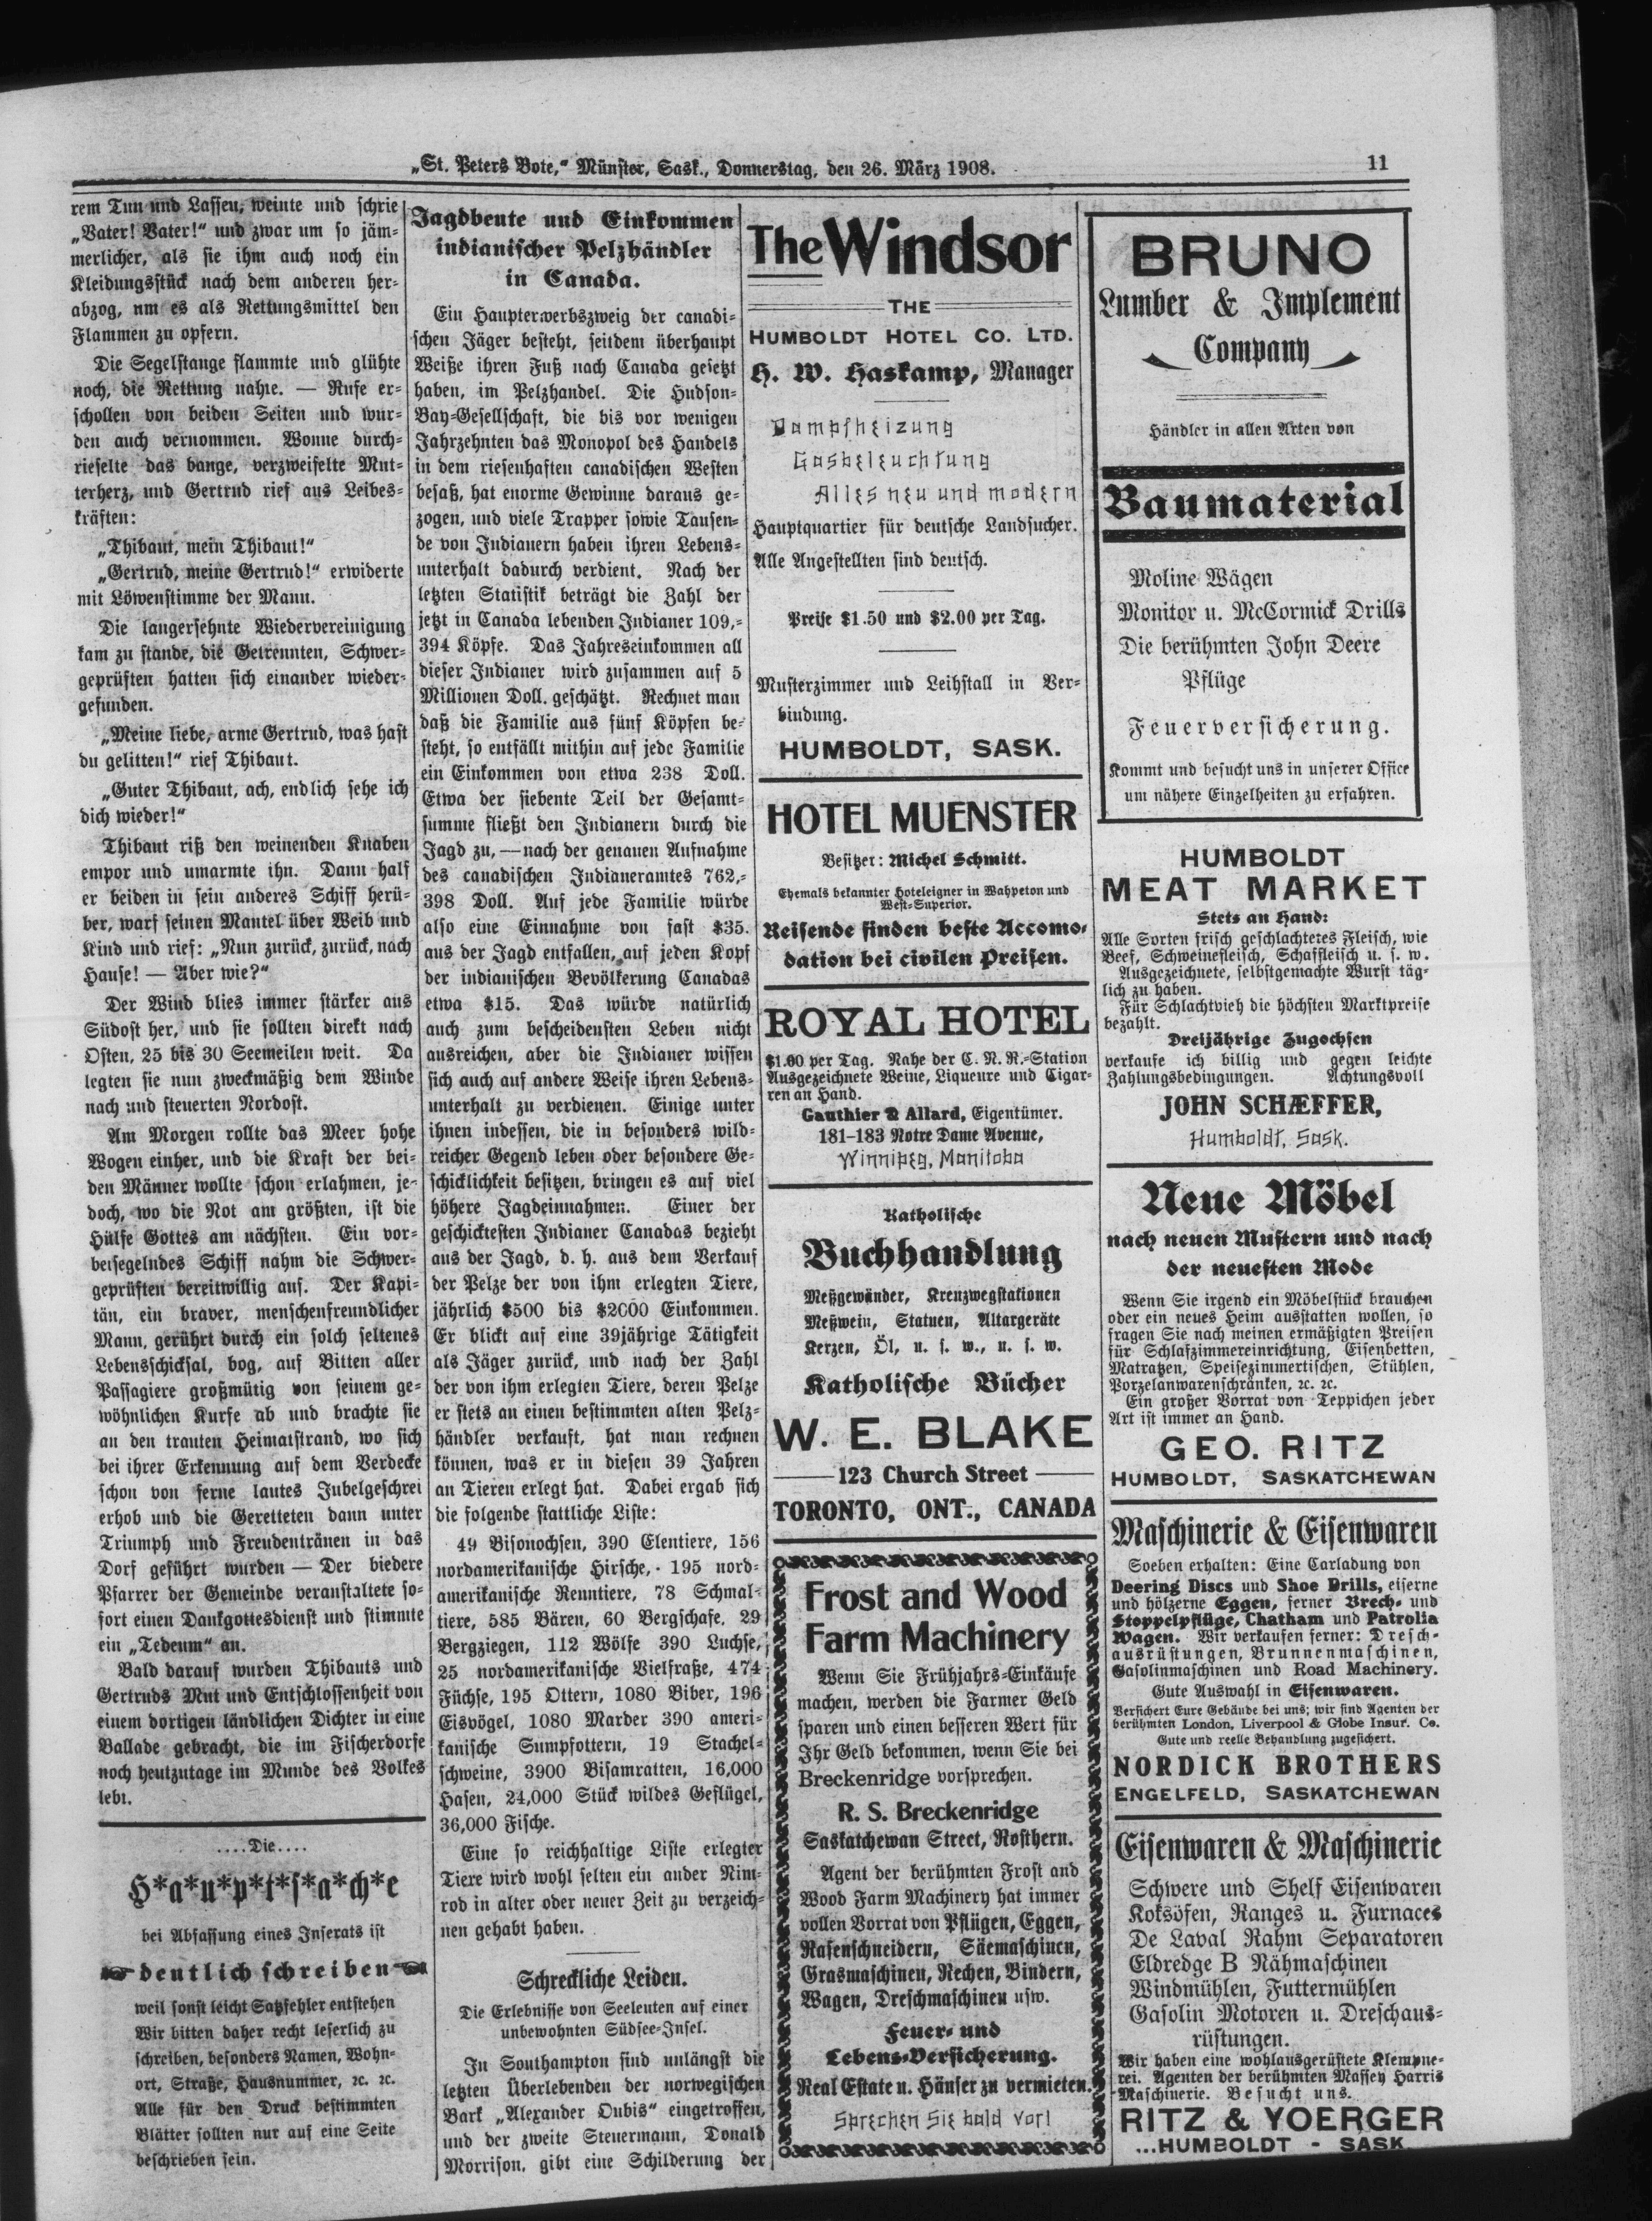 „St. Peters Bote,“ Münster, Sask., Donnerstag, den 26. März 1908.
11
rem Tun und Lassen, weinte und schrie
„Vater! Vater!“ und zwar um so jäm-
merlicher, als sie ihm auch noch ein
Kleidungsstück nach dem anderen her-
abzog, nm es als Rettungsmittel den
Flammen zu opfern.
Die Segelstange flammte und glühte
noch, die Rettung nahte. — Rufe er-
schollen von beiden Seiten und wur-
den auch vernommen. Wonne durch-
rieselte das bange, verzweifelte Mut-
terherz, und Gertrud rief aus Leibes-
kräften:
„Thibaut, mein Thibaut!“
„Gertrud, meine Gertrud!“ erwiderte
mit Löwenstimme der Mann.
Die langersehnte Wiedervereinigung
kam zu stande, die Getrennten, Schwer-
geprüften hatten sich einander wieder-
gefunden.
„Meine liebe, arme Gertrud, was hast
du gelitten!“ rief Thibaut.
„Guter Thibaut, ach, endlich sehe ich
dich wieder!“
Thibaut riß den weinenden Knaben
empor und umarmte ihn. Dann half
er beiden in sein anderes Schiff herü-
ber, warf seinen Mantel über Weib und
Kind und rief: „Nun zurück, zurück, nach
Hause! — Aber wie?“
Der Wind blies immer stärker aus
Südost her, und sie sollten direkt nach
Osten, 25 bis 30 Seemeilen weit. Da
legten sie nun zweckmäßig dem Winde
nach und steuerten Nordost.
Am Morgen rollte das Meer hohe
Wogen einher, und die Kraft der bei-
den Männer wollte schon erlahmen, je-
doch, wo die Not am größten, ist die
Hülfe Gottes am nächsten. Ein vor-
beisegelndes Schiff nahm die Schwer-
geprüften bereitwillig auf. Der Kapi-
tän, ein braver, menschenfreundlicher
Mann, gerührt durch ein solch seltenes
Lebensschicksal, bog, auf Bitten aller
Passagiere großmütig von seinem ge-
wöhnlichen Kurse ab und brachte sie
an den trauten Heimatstrand, wo sich
bei ihrer Erkennung auf dem Verdecke
schon von ferne lautes Jubelgeschrei
erhob und die Geretteten dann unter
Triumph und Freudentränen in das
Dorf geführt wurden — Der biedere
Pfarrer der Gemeinde veranstaltete so-
fort einen Dankgottesdienst und stimmte
ein „Tedeum“ an.
Bald darauf wurden Thibauts und
Gertruds Mut und Entschlossenheit von
einem dortigen ländlichen Dichter in eine
Ballade gebracht, die im Fischerdorfe
noch heutzutage im Munde des Volkes
lebt.
....Die....
H*a*u*p*t*s*a*ch*e
bei Abfassung eines Inserats ist
deutlich schreiben
weil sonst leicht Satzfehler entstehen
Wir bitten daher recht leserlich zu
schreiben, besonders Namen, Wohn-
ort, Straße, Hausnummer, ꝛc. ꝛc.
Alle für den Druck bestimmten
Blätter sollten nur auf eine Seite
beschrieben sein.
Jagdbeute und Einkommen
indianischer Pelzhändler
in Canada.
Ein Haupterwerbszweig der canadi-
schen Jäger besteht, seitdem überhaupt
Weiße ihren Fuß nach Canada gesetzt
haben, im Pelzhandel. Die Hudson-
Bay-Gesellschaft, die bis vor wenigen
Jahrzehnten das Monopol des Handels
in dem riesenhaften canadischen Westen
besaß, hat enorme Gewinne daraus ge-
zogen, und viele Trapper sowie Tausen-
de von Indianern haben ihren Lebens-
unterhalt dadurch verdient. Nach der
letzten Statistik beträgt die Zahl der
jetzt in Canada lebenden Indianer 109,-
394 Köpfe. Das Jahreseinkommen all
dieser Indianer wird zusammen auf 5
Millionen Doll. geschätzt. Rechnet man
daß die Familie aus fünf Köpfen be-
steht, so entfällt mithin auf jede Familie
ein Einkommen von etwa 238 Doll.
Etwa der siebente Teil der Gesamt-
summe fließt den Indianern durch die
Jagd zu, — nach der genauen Aufnahme
des canadischen Indianeramtes 762,-
398 Doll. Auf jede Familie würde
also eine Einnahme von fast $35.
aus der Jagd entfallen, auf jeden Kopf
der indianischen Bevölkerung Canadas
etwa $15. Das würde natürlich
auch zum bescheidensten Leben nicht
ausreichen, aber die Indianer wissen
sich auch auf andere Weise ihren Lebens-
unterhalt zu verdienen. Einige unter
ihnen indessen, die in besonders wild-
reicher Gegend leben oder besondere Ge-
schicklichkeit besitzen, bringen es auf viel
höhere Jagdeinnahmen. Einer der
geschicktesten Indianer Canadas bezieht
aus der Jagd, d. h. aus dem Verkauf
der Pelze der von ihm erlegten Tiere,
jährlich $500 bis $2000 Einkommen.
Er blickt auf eine 39jährige Tätigkeit
als Jäger zurück, und nach der Zahl
der von ihm erlegten Tiere, deren Pelze
er stets an einen bestimmten alten Pelz-
händler verkauft, hat man rechnen
können, was er in diesen 39 Jahren
an Tieren erlegt hat. Dabei ergab sich
die folgende stattliche Liste:
49 Bisonochsen, 390 Elentiere, 156
nordamerikanische Hirsche, 195 nord-
amerikanische Renntiere, 78 Schmal-
tiere, 585 Bären, 60 Bergschafe, 29
Bergziegen, 112 Wölfe 390 Luchse,
25 nordamerikanische Vielfraße, 474
Füchse, 195 Ottern, 1080 Biber, 196
Eisvögel, 1080 Marder 390 ameri-
kanische Sumpfottern, 19 Stachel-
schweine, 3900 Bisamratten, 16,000
Hasen, 24,000 Stück wildes Geflügel,
36,000 Fische.
Eine so reichhaltige Liste erlegter
Tiere wird wohl selten ein ander Nim-
rod in alter oder neuer Zeit zu verzeich-
nen gehabt haben.
Schreckliche Leiden.
Die Erlebnisse von Seeleuten auf einer
unbewohnten Südsee-Insel.
In Southampton sind unlängst die
letzten Überlebenden der norwegischen
Bark „Alexander Oubis“ eingetroffen,
und der zweite Steuermann, Donald
Morrison, gibt eine Schilderung der
The Windsor
THE
HUMBOLDT HOTEL CO. LTD.
H. W. Haskamp, Manager
Dampfheizung
Gasbeleuchtung
Alles neu und modern
Hauptquartier für deutsche Landsucher.
Alle Angestellten sind deutsch.
Preise $1.50 und $2.00 per Tag.
Musterzimmer und Leihstall in Ver-
bindung.
HUMBOLDT, SASK.
HOTEL MUENSTER
Besitzer: Michel Schmitt.
Ehemals bekannter Hoteleigner in Wahpeton und
West-Superior.
Reisende finden beste Accomo-
dation bei civilen Preisen.
ROYAL HOTEL
$1.00 per Tag. Nahe der C. N. R.-Station
Ausgezeichnete Weine, Liqueure und Cigar-
ren an Hand.
Gauthier & Allard, Eigentümer.
181-183 Notre Dame Avenue,
Winnipeg, Manitoba
Katholische
Buchhandlung
Meßgewänder, Kreuzwegstationen
Meßwein, Statuen, Altargeräte
Kerzen, Öl, u. s. w., u. s. w.
Katholische Bücher
W. E. BLAKE
123 Church Street
TORONTO, ONT., CANADA
Frost and Wood
Farm Machinery
Wenn Sie Frühjahrs-Einkäufe
machen, werden die Farmer Geld
sparen und einen besseren Wert für
Ihr Geld bekommen, wenn Sie bei
Breckenridge vorsprechen.
R. S. Breckenridge
Saskatchewan Street, Rosthern.
Agent der berühmten Frost and
Wood Farm Machinery hat immer
vollen Vorrat von Pflügen, Eggen,
Rasenschneidern, Säemaschinen,
Grasmaschinen, Rechen, Bindern,
Wagen, Dreschmaschinen usw.
Feuer- und
Lebens-Versicherung.
Real Estate u. Häuser zu vermieten.
Sprechen Sie bald vor!
BRUNO
Lumber & Implement
Company
Händler in allen Arten von
Baumaterial
Moline Wägen
Monitor u. McCormick Drills
Die berühmten John Deere
Pflüge
Feuerversicherung.
Kommt und besucht uns in unserer Office
um nähere Einzelheiten zu erfahren.
HUMBOLDT
MEAT MARKET
Stets an Hand:
Alle Sorten frisch geschlachtetes Fleisch, wie
Beef, Schweinefleisch, Schaffleisch u. s. w.
Ausgezeichnete, selbstgemachte Wurst täg-
lich zu haben.
Für Schlachtvieh die höchsten Marktpreise
bezahlt.
Dreijährige Zugochsen
verkaufe ich billig und gegen leichte
Zahlungsbedingungen. Achtungsvoll
JOHN SCHÆFFER,
Humboldt, Sask.
Neue Möbel
nach neuen Mustern und nach
der neuesten Mode
Wenn Sie irgend ein Möbelstück brauchen
oder ein neues Heim ausstatten wollen, so
fragen Sie nach meinen ermäßigten Preisen
für Schlafzimmereinrichtung, Eisenbetten,
Matratzen, Speisezimmertischen, Stühlen,
Porzelanwarenschränken, ꝛc. ꝛc.
Ein großer Vorrat von Teppichen jeder
Art ist immer an Hand.
GEO. RITZ
HUMBOLDT, SASKATCHEWAN
Maschinerie & Eisenwaren
Soeben erhalten: Eine Carladung von
Deering Discs und Shoe Drills, eiserne
und hölzerne Eggen, ferner Brech- und
Stoppelpflüge, Chatham und Patrolia
Wagen. Wir verkaufen ferner: Dresch-
ausrüstungen, Brunnenmaschinen,
Gasolinmaschinen und Road Machinery.
Gute Auswahl in Eisenwaren.
Versichert Eure Gebäude bei uns; wir sind Agenten der
berühmten London, Liverpool & Globe Insur. Co.
Gute und reelle Behandlung zugesichert.
NORDICK BROTHERS
ENGELFELD, SASKATCHEWAN
Eisenwaren & Maschinerie
Schwere und Shelf Eisenwaren
Koksöfen, Ranges u. Furnaces
De Laval Rahm Separatoren
Eldredge B Nähmaschinen
Windmühlen, Futtermühlen
Gasolin Motoren u. Dreschaus-
rüstungen.
Wir haben eine wohlausgerüstete Klempne-
rei. Agenten der berühmten Massey Harris
Maschinerie. Besucht uns.
RITZ & YOERGER
...HUMBOLDT - SASK